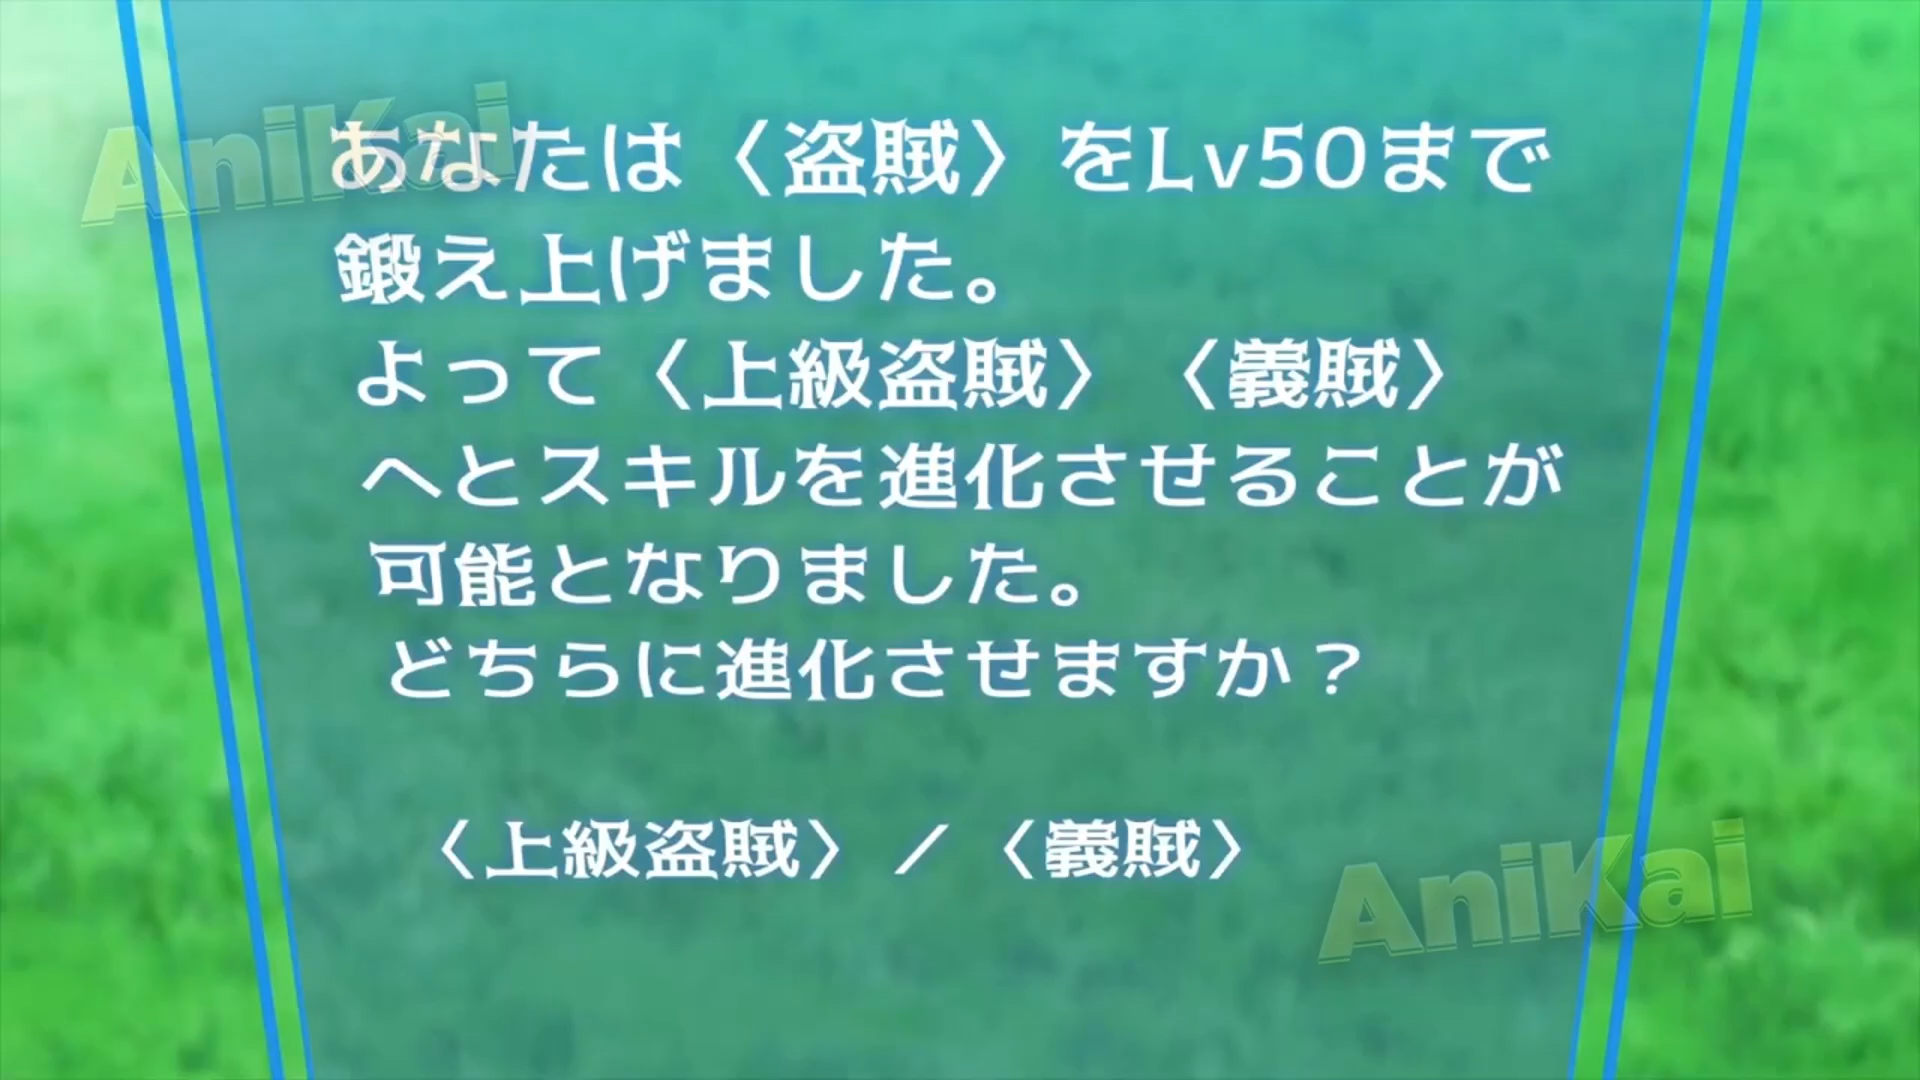 AniKai
あなたは〈盗賊〉をLv50まで
鍛え上げました。
よって〈上級盗賊〉〈義賊〉
へとスキルを進化させることが
可能となりました。
どちらに進化させますか？
〈上級盗賊〉／〈義賊〉
AniKai